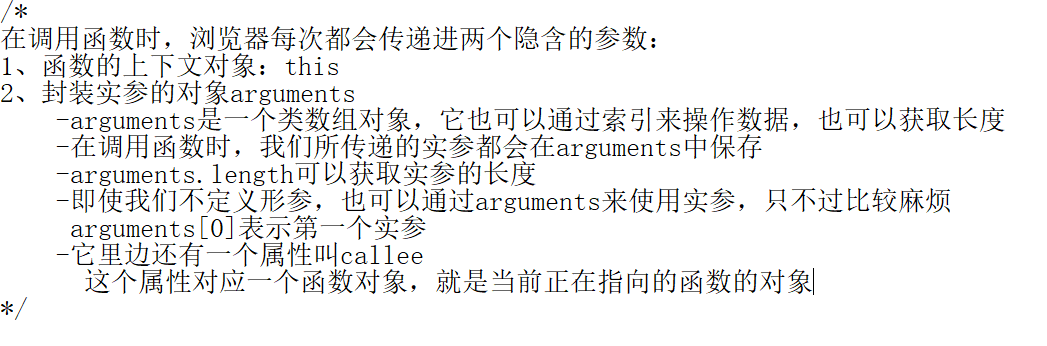 /*
在调用函数时，浏览器每次都会传递进两个隐含的参数：
1、函数的上下文对象：this
2、封装实参的对象arguments
-arguments是一个类数组对象，它也可以通过索引来操作数据，也可以获取长度
-在调用函数时，我们所传递的实参都会在arguments中保存
-arguments.length可以获取实参的长度
-即使我们不定义形参，也可以通过arguments来使用实参，只不过比较麻烦
arguments[0]表示第一个实参
-它里边还有一个属性叫callee
这个属性对应一个函数对象，就是当前正在指向的函数的对象
*/